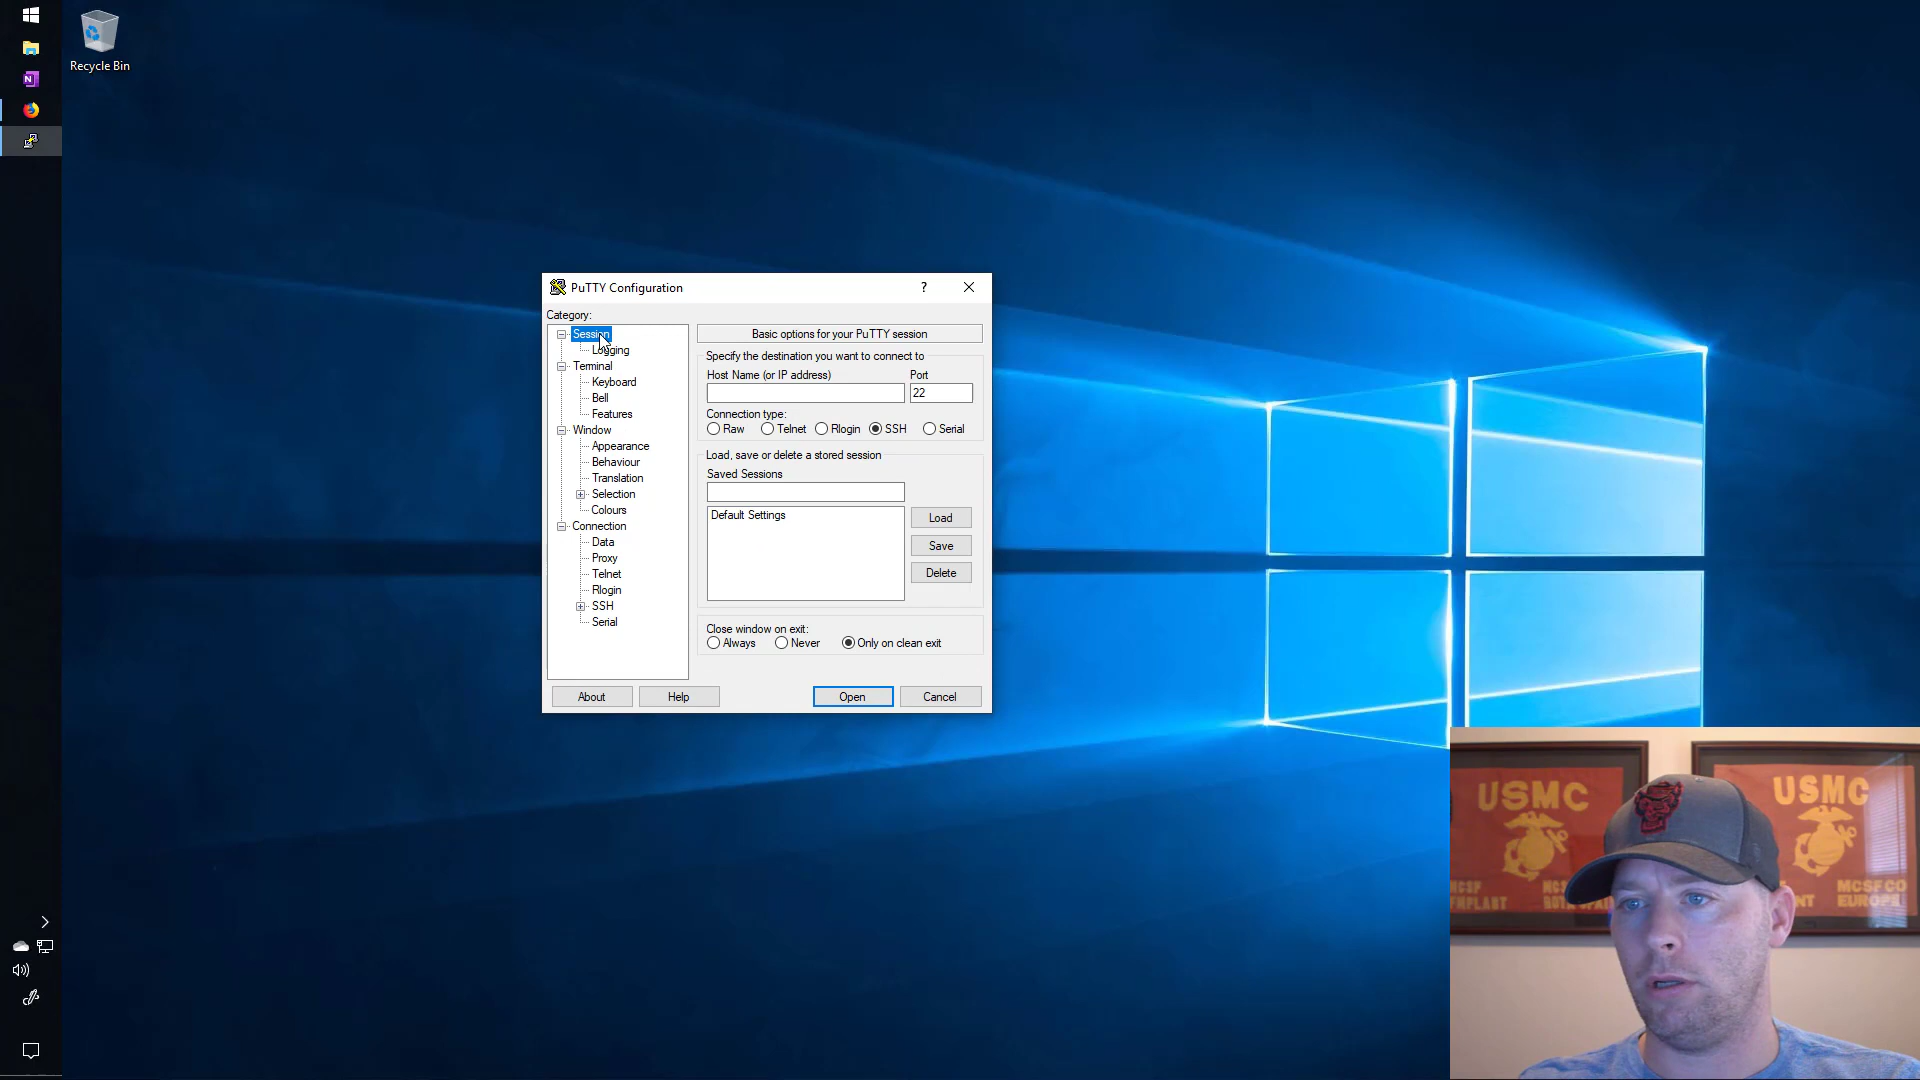 Recycle Bin
PuTTY Configuration
?
Category:
Session
Logging
Terminal
Keyboard
Bell
Features
Window
Appearance
Behaviour
Translation
Selection
Colours
Connection
Data
Proxy
Telnet
Rlogin
SSH
Serial
Basic options for your PuTTY session
Specify the destination you want to connect to
Host Name (or IP address) Port
22
Connection type:
Raw Telnet Rlogin SSH Serial
Load, save or delete a stored session
Saved Sessions
Default Settings
Load
Save
Delete
Close window on exit:
Always Never Only on clean exit
About Help Open Cancel
USMC
USMC
MCSFCO
EUROPE